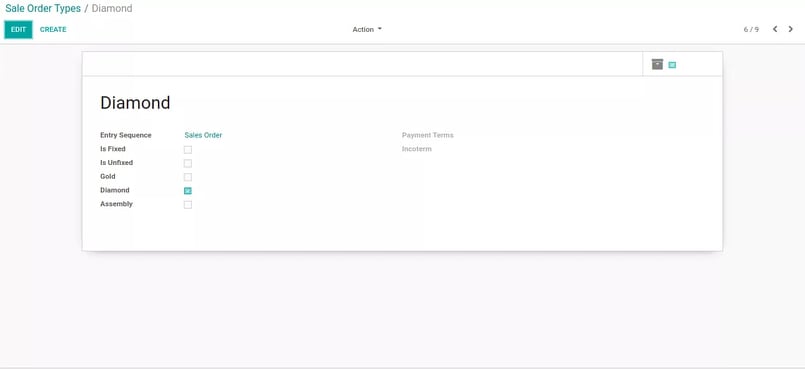 Sale Order Types / Diamond
EDIT CREATE Action 6 / 9
Diamond
Entry Sequence Sales Order Payment Terms
Is Fixed Incoterm
Is Unfixed
Gold
Diamond
Assembly